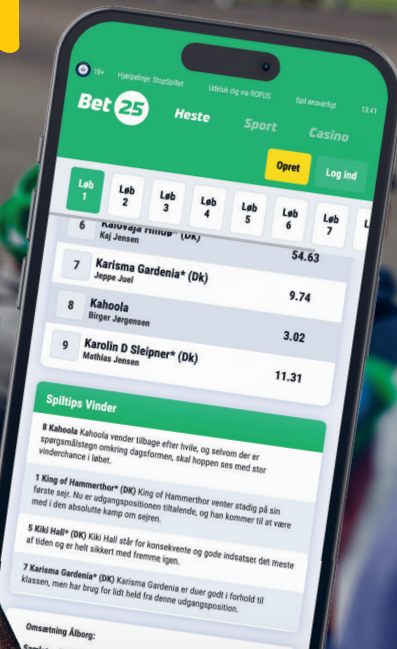 18+ Hjælpelinje: StopSpillet Udeluk dig via ROFUS Spil ansvarligt 13:41
Bet 25
Heste Sport Casino
Opret Log ind
Løb 1 Løb 2 Løb 3 Løb 4 Løb 5 Løb 6 Løb 7
6
Kaj Jensen
54.63
7 Karisma Gardenia* (Dk)
Jeppe Juel
9.74
8 Kahoola
Birger Jørgensen
3.02
9 Karolin D Sleipner* (Dk)
Mathias Jensen
11.31
Spiltips Vinder
8 Kahoola Kahoola vender tilbage efter hvile, og selvom der er
spørgsmålstegn omkring dagsformen, skal hoppen ses med stor
vinderchance i løbet.
1 King of Hammerthor* (DK) King of Hammerthor venter stadig på sin
første sejr. Nu er udgangspositionen tiltalende, og han kommer til at være
med i den absolutte kamp om sejren.
5 Kiki Hall* (DK) Kiki Hall står for konsekvente og gode indsatser det meste
af tiden og er helt sikkert med fremme igen.
7 Karisma Gardenia* (DK) Karisma Gardenia er duer godt i forhold til
klassen, men har brug for lidt held fra denne udgangsposition.
Omsætning Ålborg: